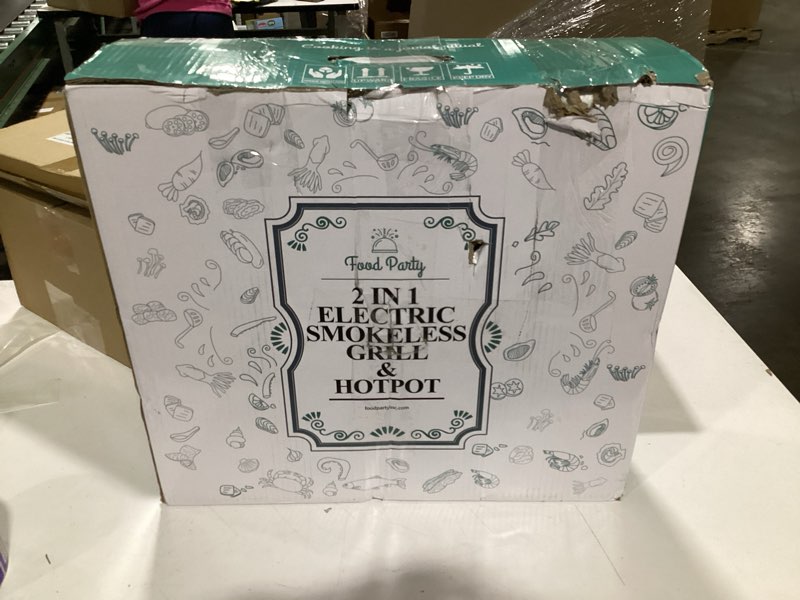 Food Party
2 IN 1
ELECTRIC
SMOKELESS
GRILL
&
HOTPOT
foodpartyinc.com